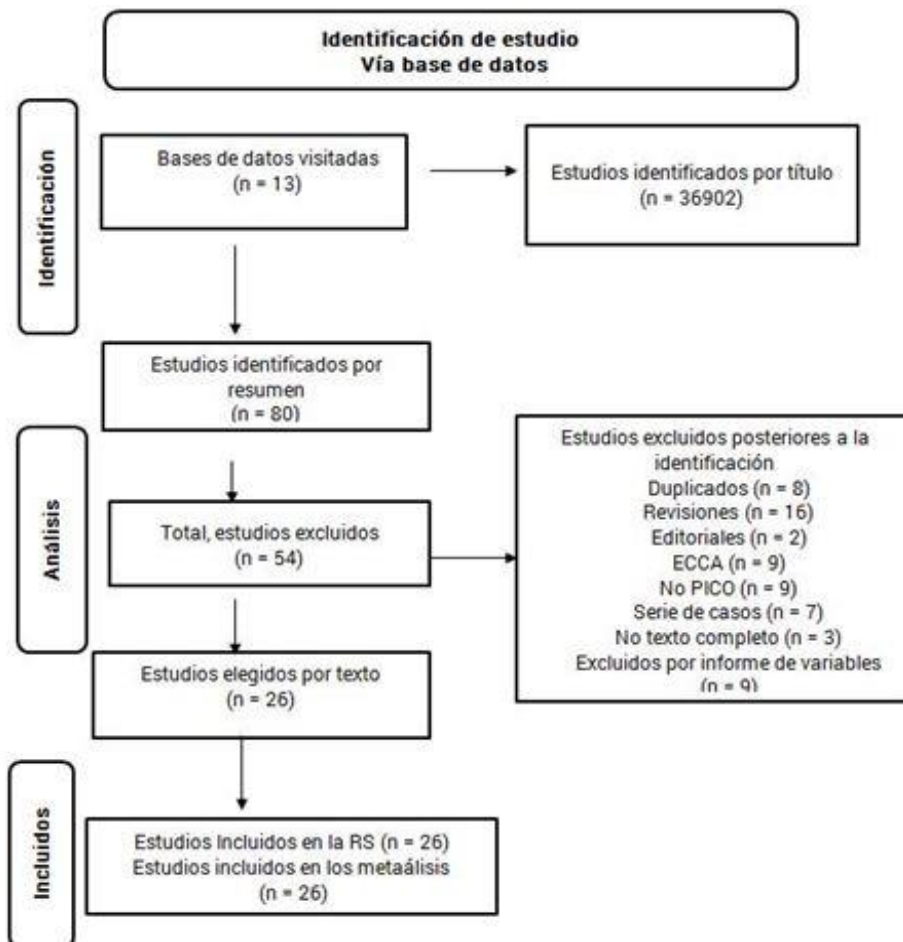 Identificación de estudio
Vía base de datos
Identificación
Bases de datos visitadas
(n = 13)
Estudios identificados por título
(n = 36902)
Estudios identificados por
resumen
(n = 80)
Análisis
Total, estudios excluidos
(n = 54)
Estudios excluidos posteriores a la
identificación
Duplicados (n = 8)
Revisiones (n = 16)
Editoriales (n = 2)
ECCA (n = 9)
No PICO (n = 9)
Serie de casos (n = 7)
No texto completo (n = 3)
Excluidos por informe de variables
(n = 9)
Estudios elegidos por texto
(n = 26)
Incluidos
Estudios Incluidos en la RS (n = 26)
Estudios incluidos en los metaálisis
(n = 26)